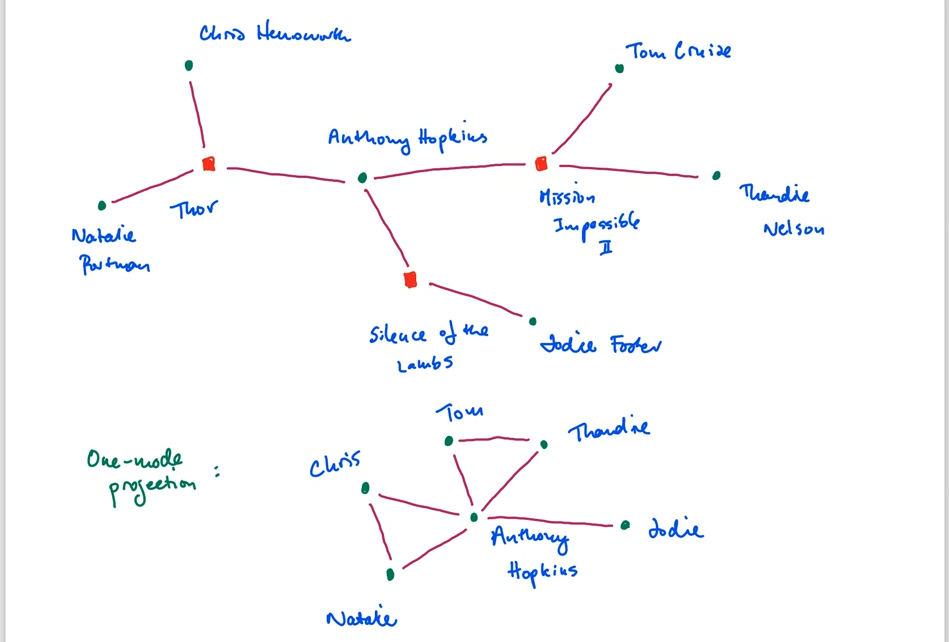 Chris Hemsworth
Tom Cruise
Anthony Hopkins
Thor
Mission
Impossible
II
Thandie
Nelson
Natalie
Portman
Silence of the
Lambs
Jodie Foster
Tom
Thandie
One-mode
projection :
Chris
Anthony
Hopkins
Jodie
Natalie